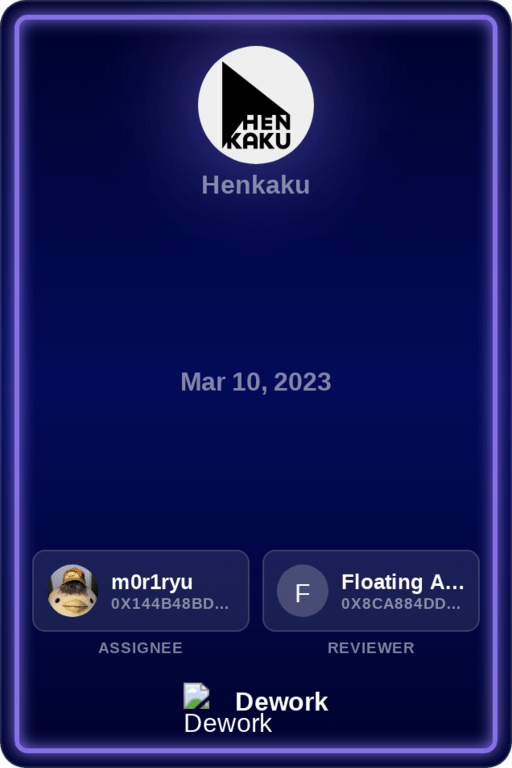 HEN
KAKU
Henkaku
Mar 10, 2023
m0r1ryu
0X144B48BD...
ASSIGNEE
F
Floating A...
0X8CA884DD...
REVIEWER
Dework
Dework